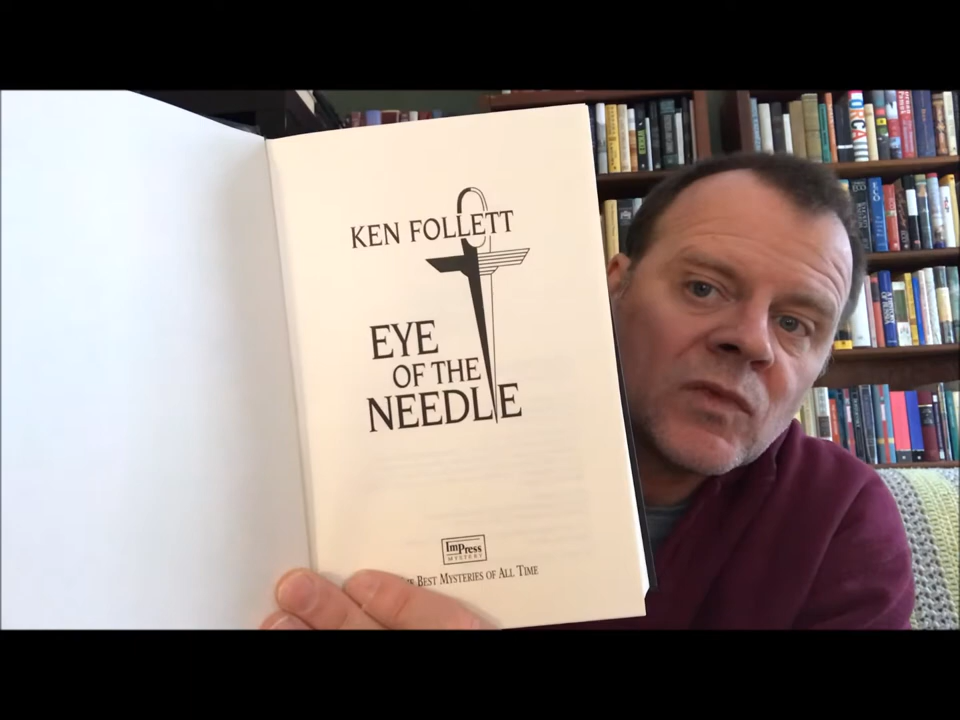 KEN FOLLETT
EYE
OF THE
NEEDLE
ImPress
MYSTERY
BEST MYSTERIES OF ALL TIME